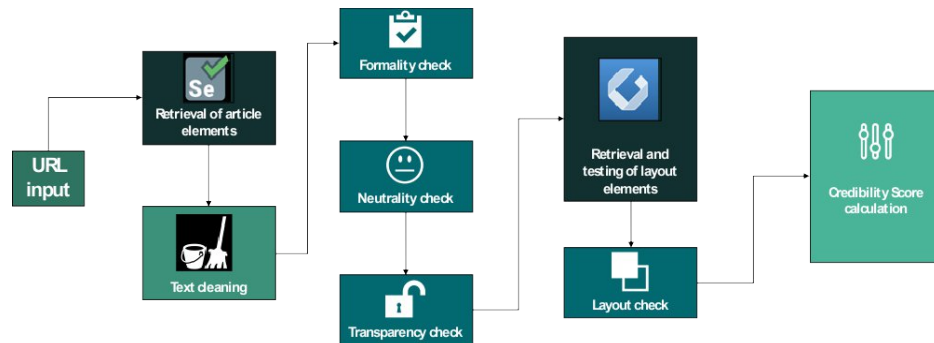 URL
input
Se
Retrieval of article
elements
Text cleaning
Formality check
Neutrality check
Transparency check
Retrieval and
testing of layout
elements
Layout check
Credibility Score
calculation